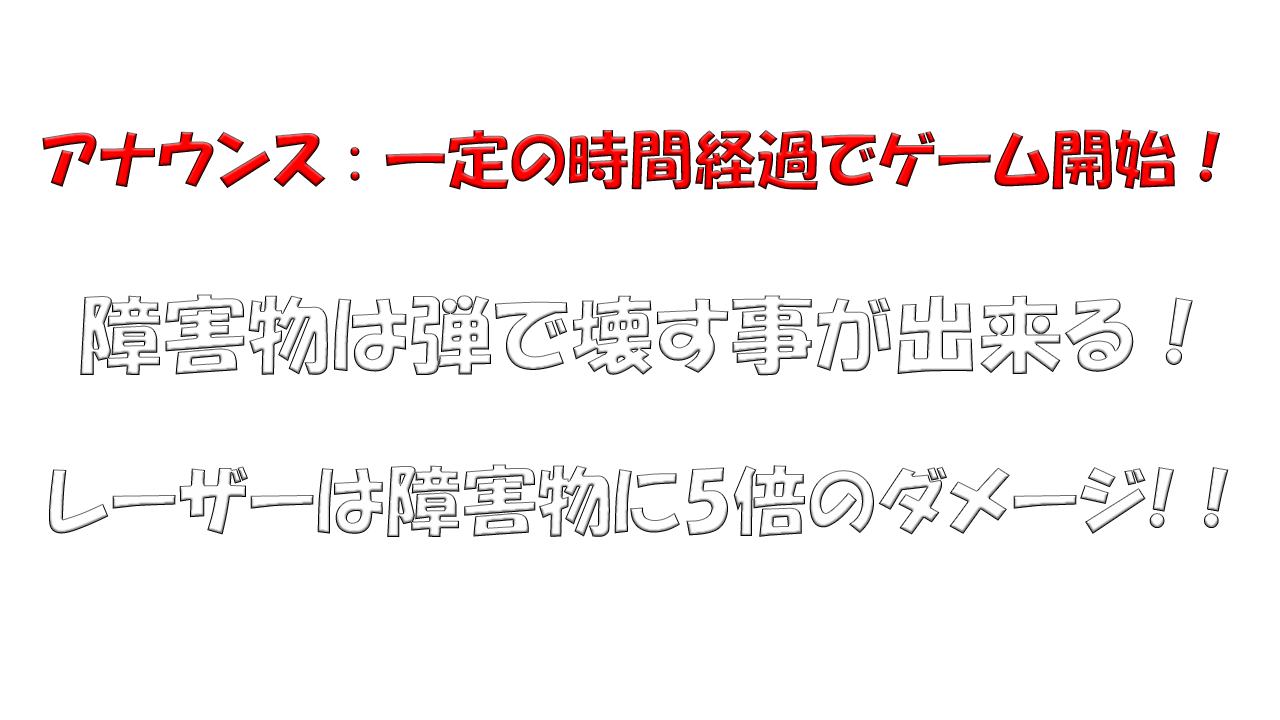 アナウンス：一定の時間経過でゲーム開始！
障害物は弾で壊す事が出来る！
レーザーは障害物に5倍のダメージ!！